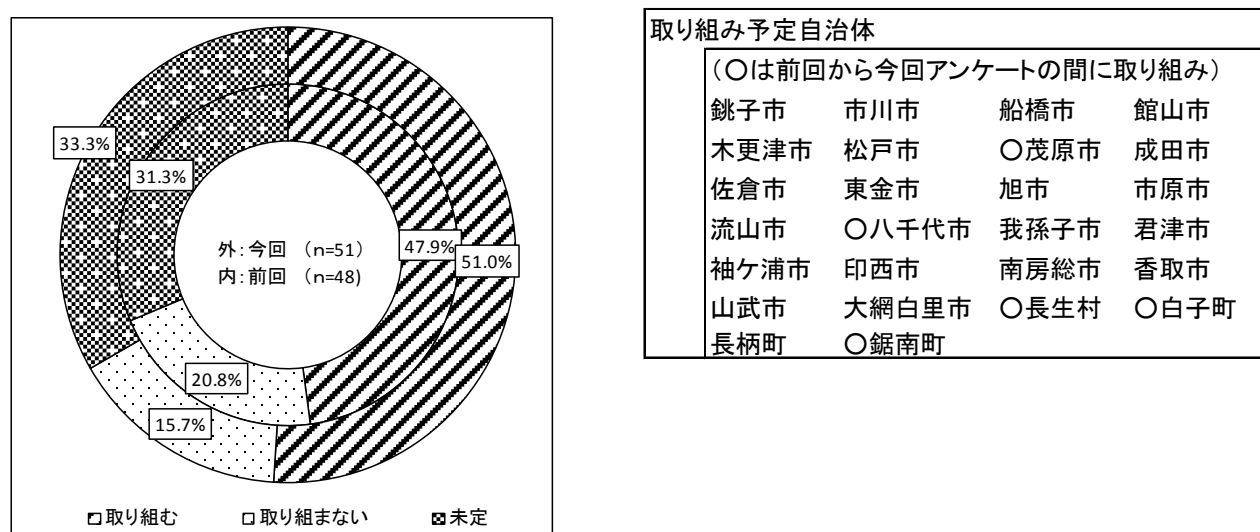 33.3%
31.3%
外：今回　（n=51）
内：前回　（n=48)
47.9%
51.0%
20.8%
15.7%
取り組む　取り組まない　未定
取り組み予定自治体
（〇は前回から今回アンケートの間に取り組み）
銚子市　市川市　船橋市　館山市
木更津市　松戸市　〇茂原市　成田市
佐倉市　東金市　旭市　市原市
流山市　〇八千代市　我孫子市　君津市
袖ケ浦市　印西市　南房総市　香取市
山武市　大網白里市　〇長生村　〇白子町
長柄町　〇鋸南町